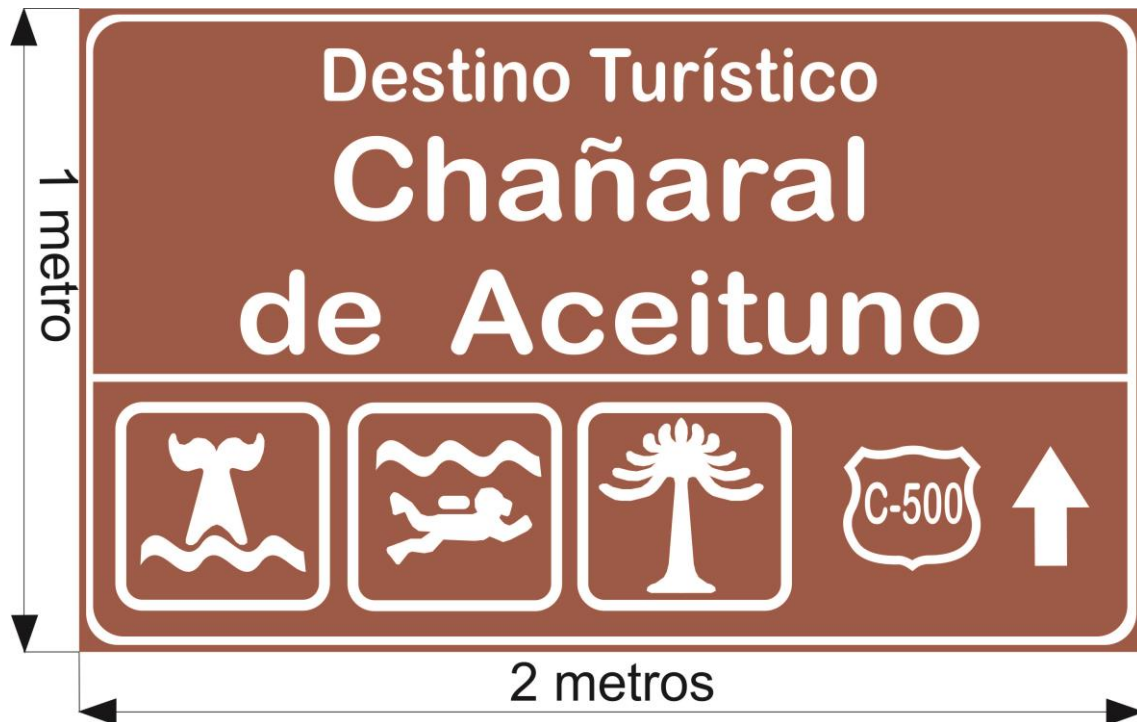 Destino Turístico
Chañaral
de Aceituno
C-500
1 metro
2 metros